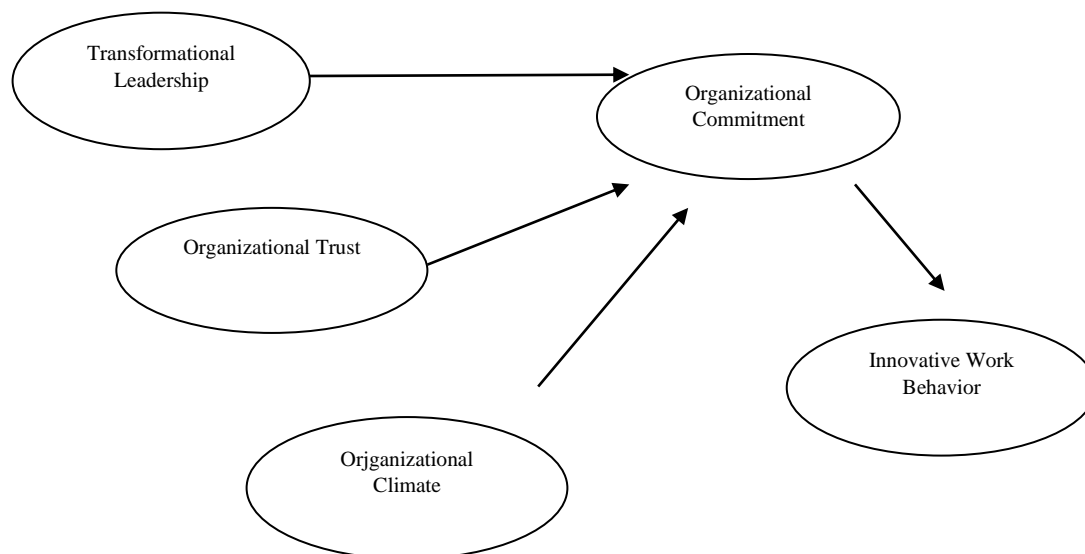 Transformational
Leadership
Organizational
Commitment
Organizational Trust
Innovative Work
Behavior
Orjganizational
Climate